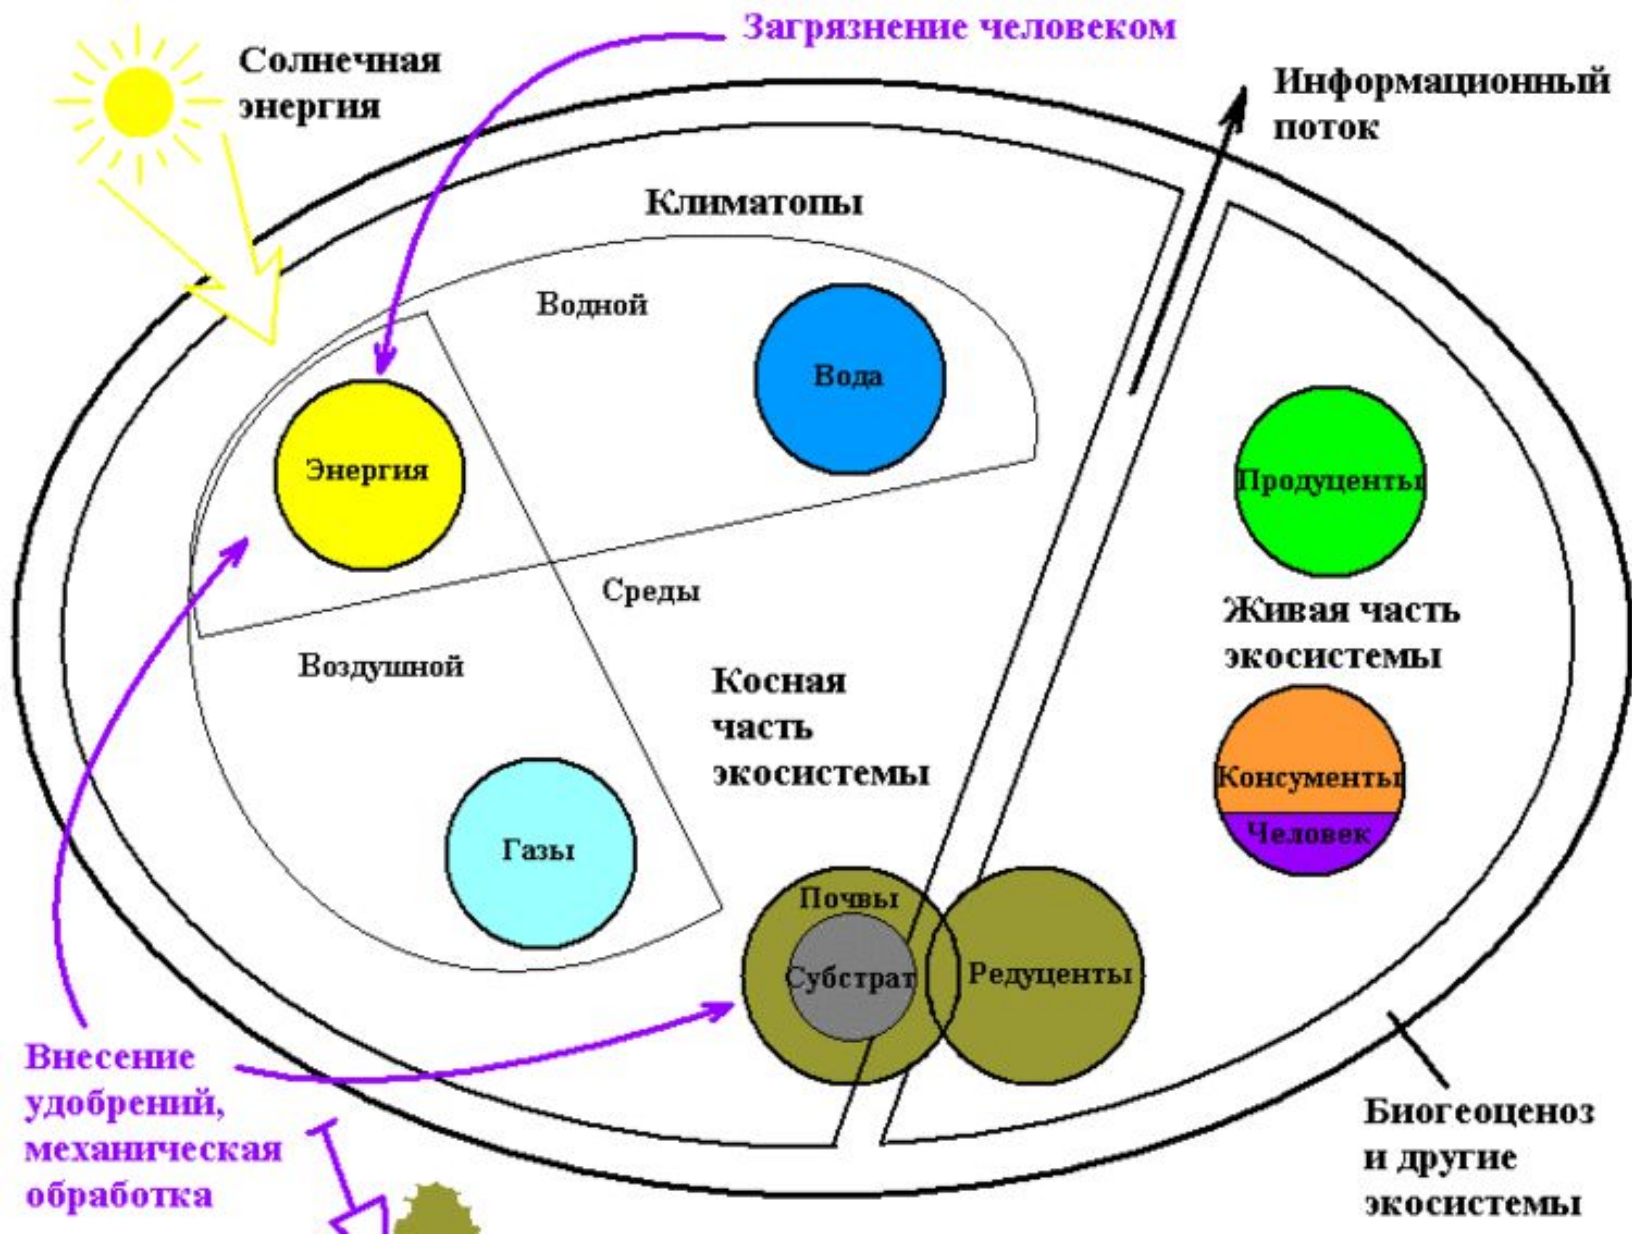 Загрязнение человеком
Солнечная
энергия
Информационный
поток
Климатопы
Водной
Вода
Энергия
Продуценты
Среды
Живая часть
экосистемы
Воздушной
Косная
часть
экосистемы
Консументы
Человек
Газы
Почвы
Субстрат
Редуценты
Внесение
удобрений,
механическая
обработка
Биогеоценоз
и другие
экосистемы